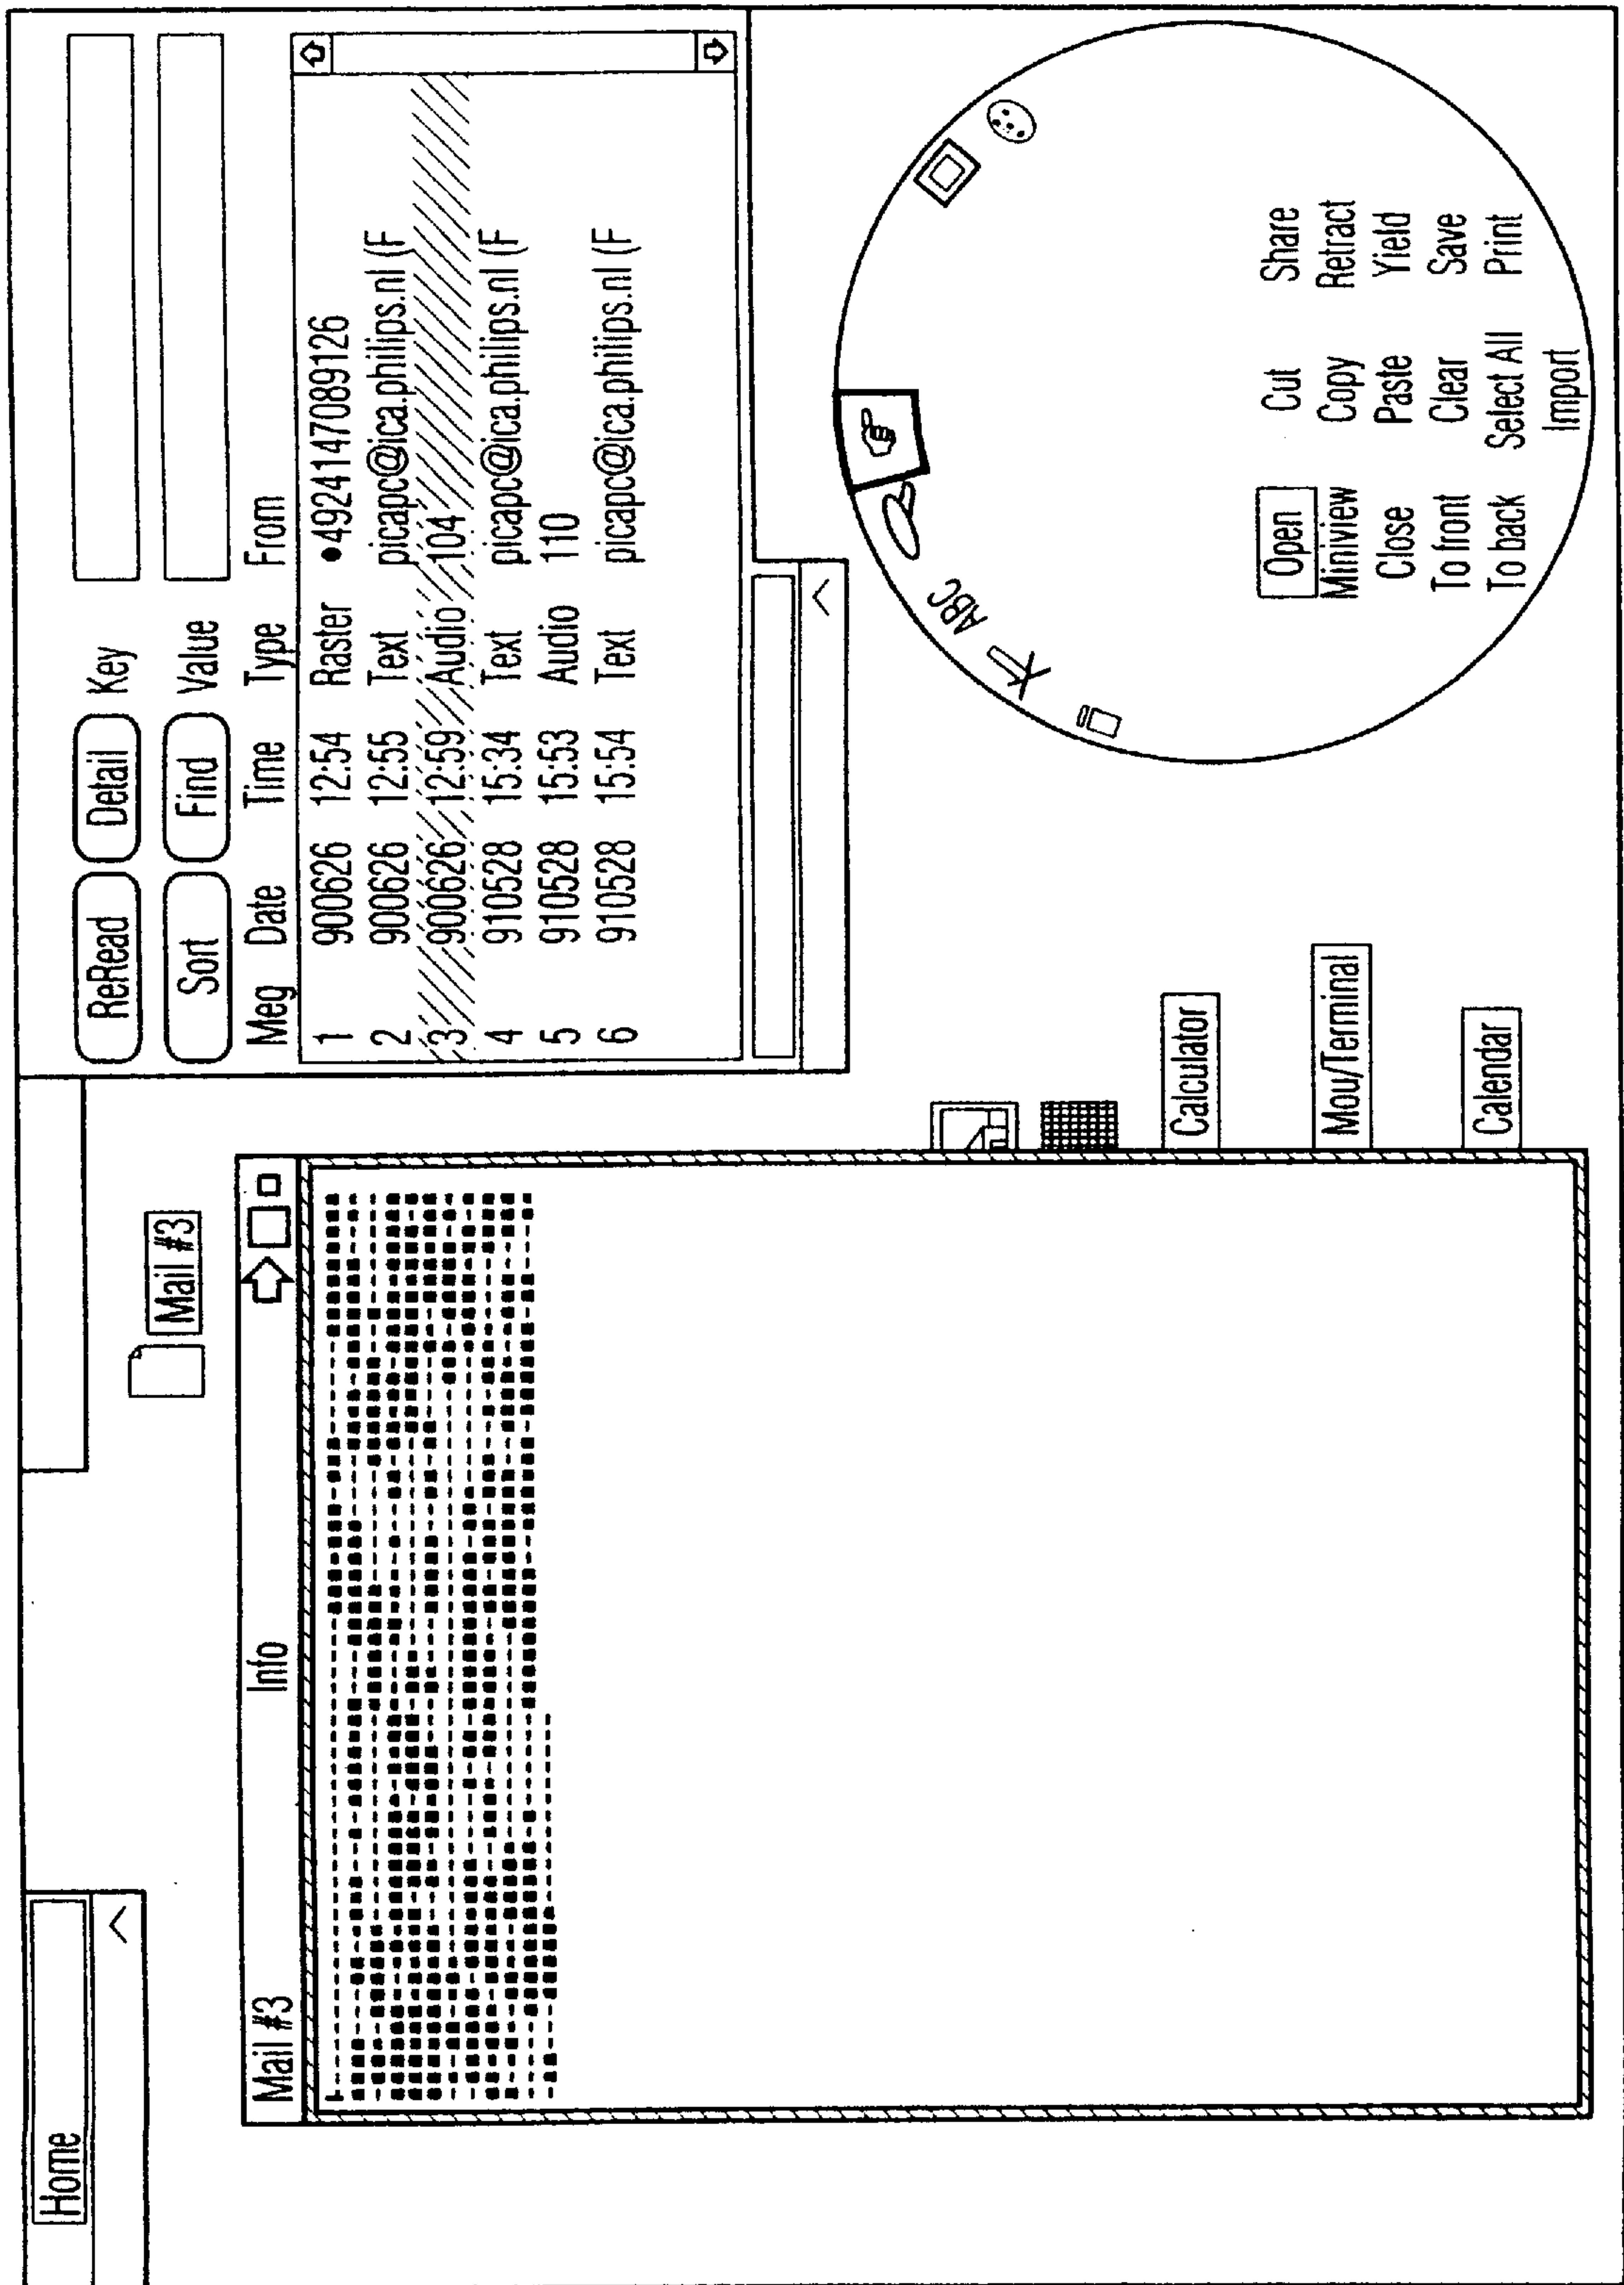 Home
Mail #3
Mail #3 Info
ReRead Detail Key
Sort Find Value
Meg Date Time Type From
1 900626 12:54 Raster •4924147089126
2 900626 12:55 Text picapc@ica.philips.nl (F
3 900626 12:59 Audio 104
4 910528 15:34 Text picapc@ica.philips.nl (F
5 910528 15:53 Audio 110
6 910528 15:54 Text picapc@ica.philips.nl (F
ABC
Open Cut Share
Miniview Copy Retract
Close Paste Yield
To front Clear Save
To back Select All Print
Import
Calculator
Mou/Terminal
Calendar